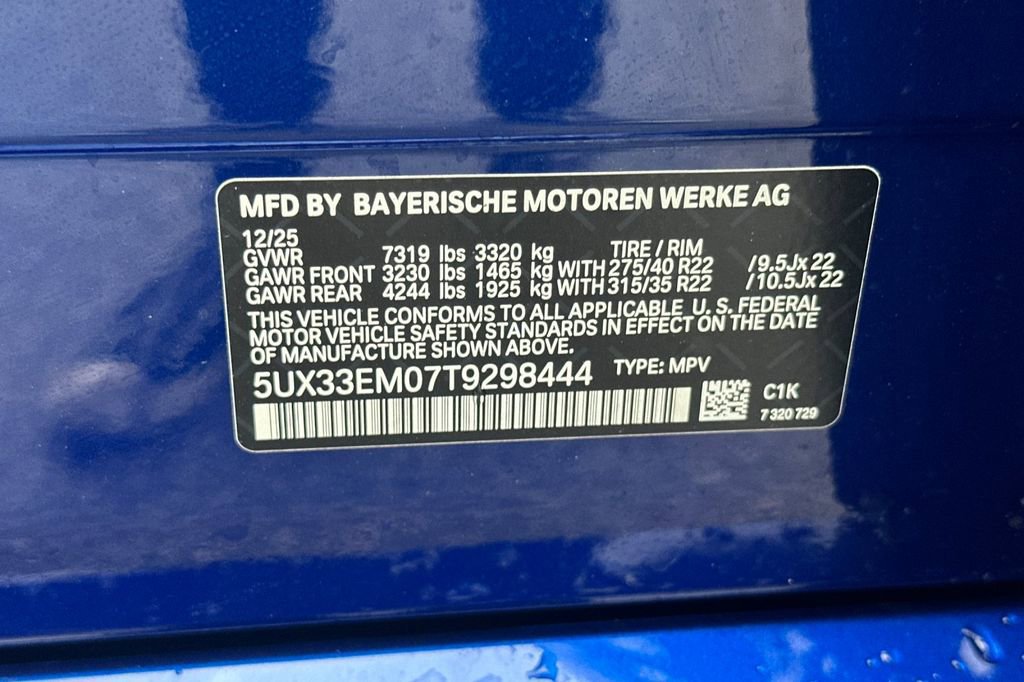 MFD BY BAYERISCHE MOTOREN WERKE AG
12/25
GVWR 7319 lbs 3320 kg TIRE / RIM
GAWR FRONT 3230 lbs 1465 kg WITH 275/40 R22 /9.5Jx22
GAWR REAR 4244 lbs 1925 kg WITH 315/35 R22 /10.5Jx22
THIS VEHICLE CONFORMS TO ALL APPLICABLE U. S. FEDERAL
MOTOR VEHICLE SAFETY STANDARDS IN EFFECT ON THE DATE
OF MANUFACTURE SHOWN ABOVE.
5UX33EM07T9298444 TYPE: MPV
C1K
7 320 729